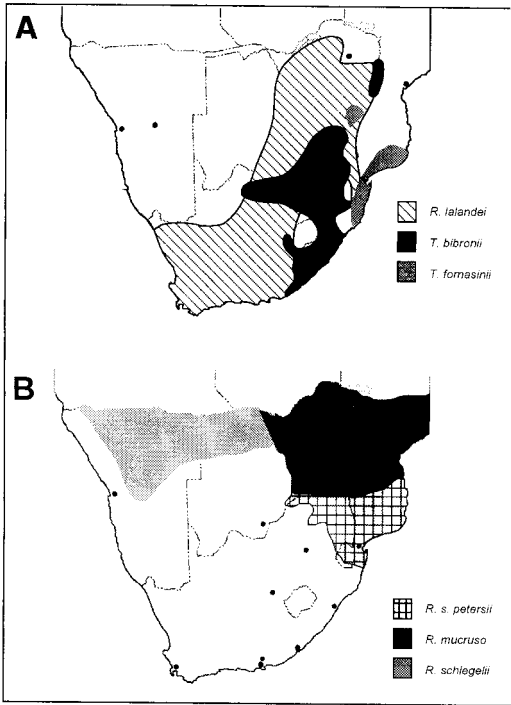 A
R. lalandei
T. bibronii
T. fornasinii
B
R. s. petersii
R. mucruso
R. schlegelii